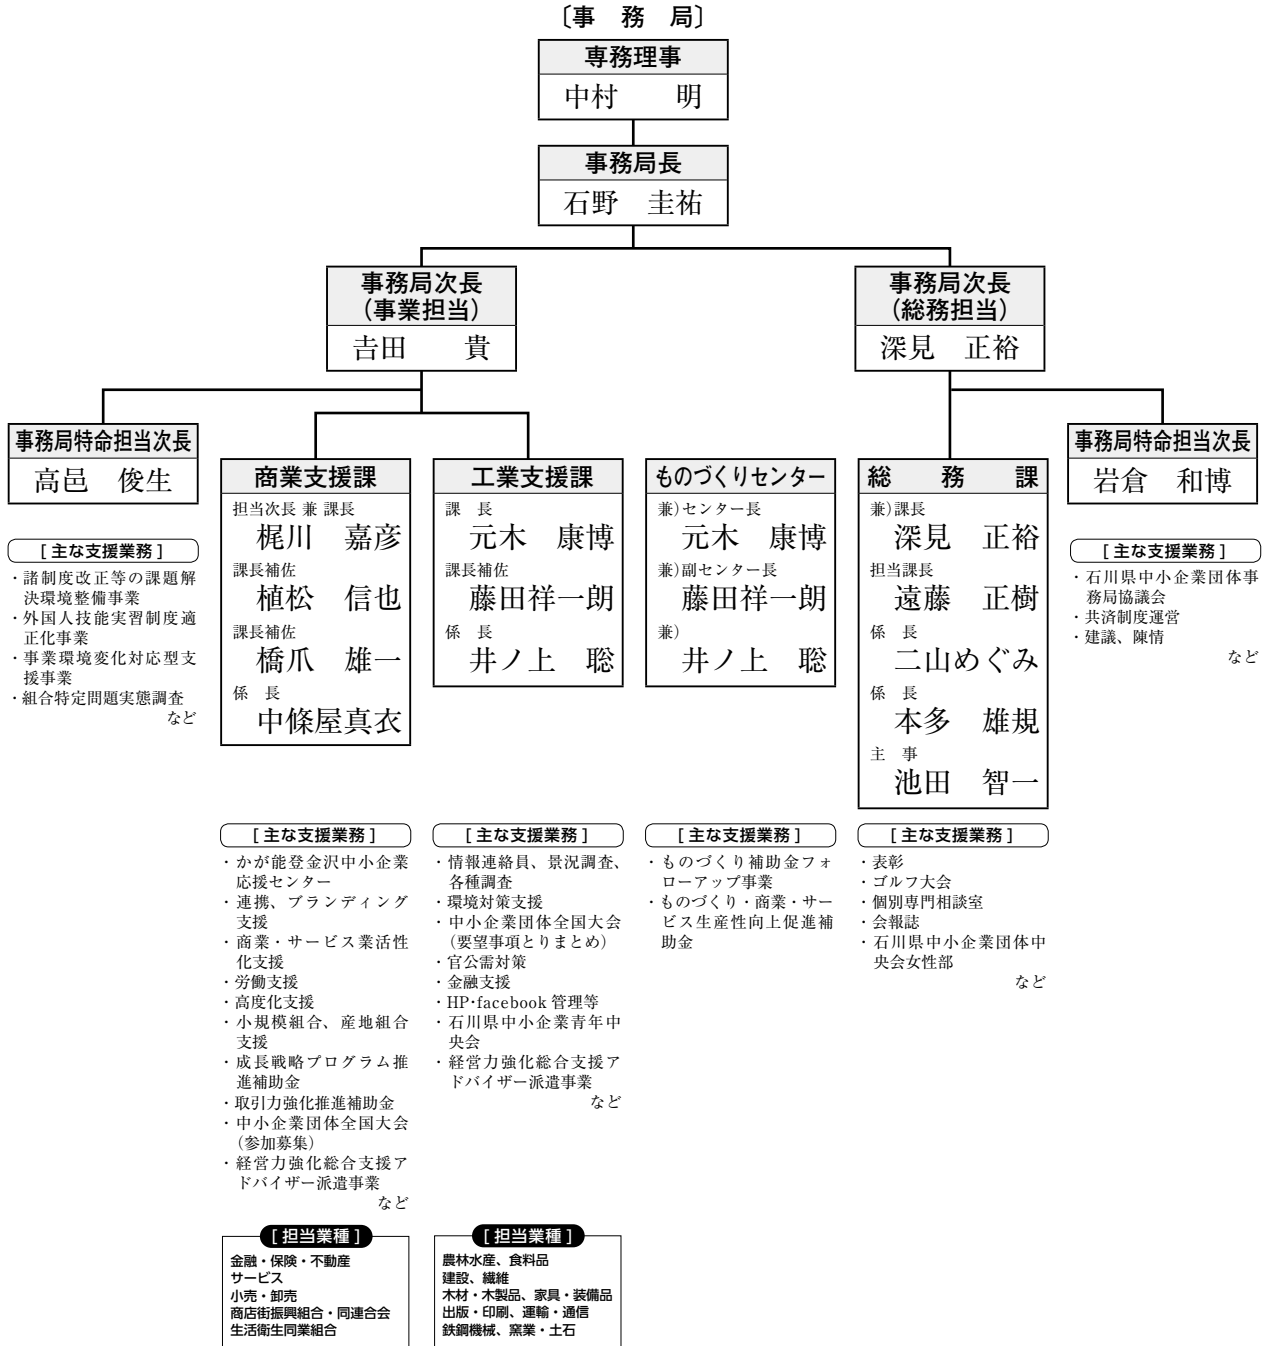 〔事　務　局〕
専務理事
中村　　明
事務局長
石野　圭祐
事務局次長
（事業担当）
𠮷田　　貴
事務局次長
（総務担当）
深見　正裕
事務局特命担当次長
高邑　俊生
[ 主な支援業務 ]
・諸制度改正等の課題解
決環境整備事業
・外国人技能実習制度適
正化事業
・事業環境変化対応型支
援事業
・組合特定問題実態調査
など
商業支援課
担当次長 兼 課長
梶川　嘉彦
課長補佐
植松　信也
課長補佐
橋爪　雄一
係　長
中條屋真衣
[ 主な支援業務 ]
・かが能登金沢中小企業
応援センター
・連携、ブランディング
支援
・商業・サービス業活性
化支援
・労働支援
・高度化支援
・小規模組合、産地組合
支援
・成長戦略プログラム推
進補助金
・取引力強化推進補助金
・中小企業団体全国大会
（参加募集）
・経営力強化総合支援ア
ドバイザー派遣事業
など
[ 担当業種 ]
金融・保険・不動産
サービス
小売・卸売
商店街振興組合・同連合会
生活衛生同業組合
工業支援課
課　長
元木　康博
課長補佐
藤田祥一朗
係　長
井ノ上　聡
[ 主な支援業務 ]
・情報連絡員、景況調査、
各種調査
・環境対策支援
・中小企業団体全国大会
（要望事項とりまとめ）
・官公需対策
・金融支援
・HP・facebook 管理等
・石川県中小企業青年中
央会
・経営力強化総合支援ア
ドバイザー派遣事業
など
[ 担当業種 ]
農林水産、食料品
建設、繊維
木材・木製品、家具・装備品
出版・印刷、運輸・通信
鉄鋼機械、窯業・土石
ものづくりセンター
兼）センター長
元木　康博
兼）副センター長
藤田祥一朗
兼）
井ノ上　聡
[ 主な支援業務 ]
・ものづくり補助金フォ
ローアップ事業
・ものづくり・商業・サー
ビス生産性向上促進補
助金
総　務　課
兼）課長
深見　正裕
担当課長
遠藤　正樹
係　長
二山めぐみ
係　長
本多　雄規
主　事
池田　智一
[ 主な支援業務 ]
・表彰
・ゴルフ大会
・個別専門相談室
・会報誌
・石川県中小企業団体中
央会女性部
など
事務局特命担当次長
岩倉　和博
[ 主な支援業務 ]
・石川県中小企業団体事
務局協議会
・共済制度運営
・建議、陳情
など